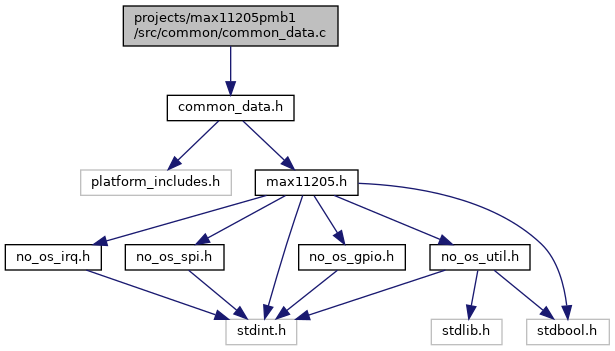 projects/max11205pmb1
/src/common/common_data.c
common_data.h
platform_includes.h
max11205.h
no_os_irq.h
no_os_spi.h
no_os_gpio.h
no_os_util.h
stdint.h
stdlib.h
stdbool.h